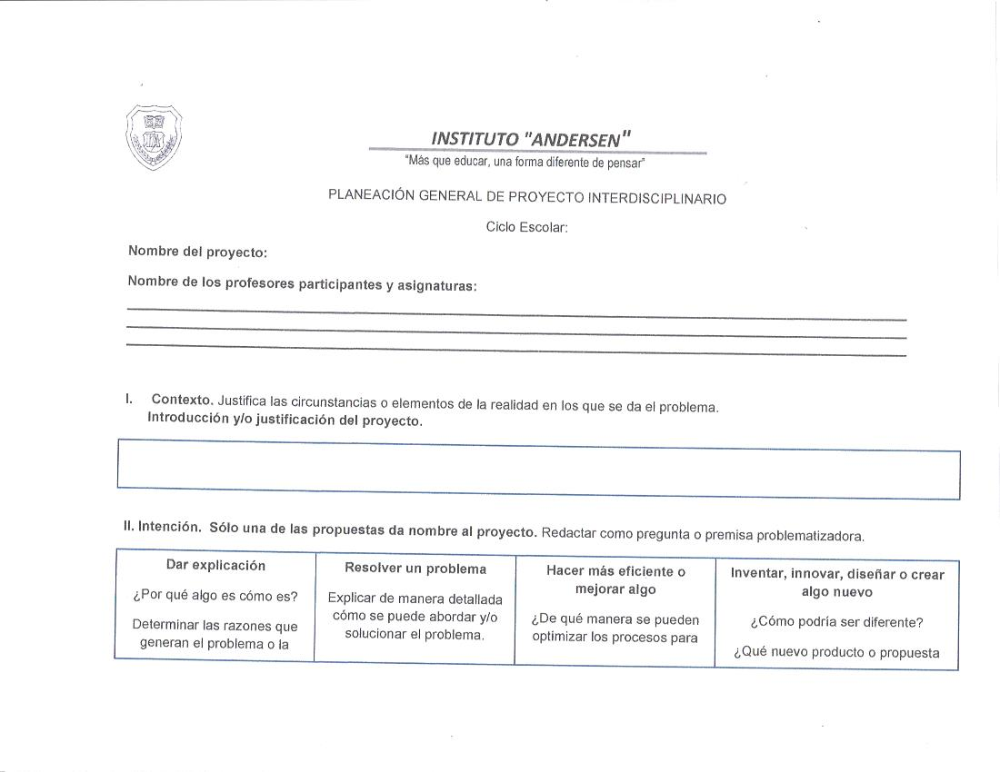 IA
INSTITUTO "ANDERSEN"
"Más que educar, una forma diferente de pensar"
PLANEACIÓN GENERAL DE PROYECTO INTERDISCIPLINARIO
Ciclo Escolar:
Nombre del proyecto:
Nombre de los profesores participantes y asignaturas:
I. Contexto. Justifica las circunstancias o elementos de la realidad en los que se da el problema.
Introducción y/o justificación del proyecto.
II. Intención. Sólo una de las propuestas da nombre al proyecto. Redactar como pregunta o premisa problematizadora.
Dar explicación
¿Por qué algo es cómo es?
Determinar las razones que
generan el problema o la
Resolver un problema
Explicar de manera detallada
cómo se puede abordar y/o
solucionar el problema.
Hacer más eficiente o
mejorar algo
¿De qué manera se pueden
optimizar los procesos para
Inventar, innovar, diseñar o crear
algo nuevo
¿Cómo podría ser diferente?
¿Qué nuevo producto o propuesta